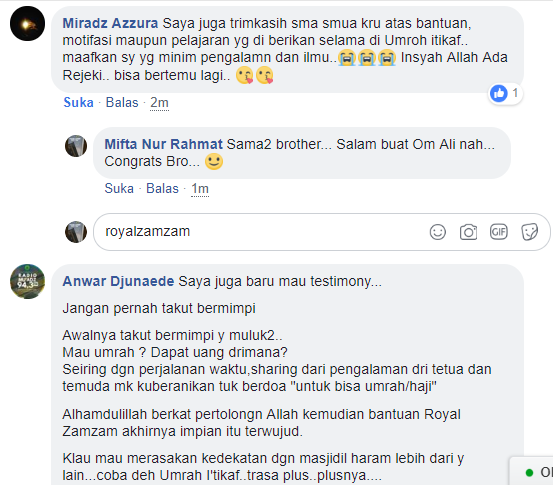 Miradz Azzura Saya juga trimkasih sma smua kru atas bantuan,
motifasi maupun pelajaran yg di berikan selama di Umroh itikaf..
maafkan sy yg minim pengalamn dan ilmu..😭😭😭 Insyah Allah Ada
Rejeki.. bisa bertemu lagi.. 😘😘
1
Suka · Balas · 2m
Mifta Nur Rahmat Sama2 brother... Salam buat Om Ali nah...
Congrats Bro... 🙂
Suka · Balas · 1m
royalzamzam
GIF
Anwar Djunaede Saya juga baru mau testimony...
RADIO
94.3
Jangan pernah takut bermimpi
Awalnya takut bermimpi y muluk2..
Mau umrah ? Dapat uang drimana?
Seiring dgn perjalanan waktu,sharing dari pengalaman dri tetua dan
temuda mk kuberanikan tuk berdoa "untuk bisa umrah/haji"
Alhamdulillah berkat pertolongn Allah kemudian bantuan Royal
Zamzam akhirnya impian itu terwujud.
Klau mau merasakan kedekatan dgn masjidil haram lebih dari y
lain...coba deh Umrah I'tikaf..trasa plus..plusnya....